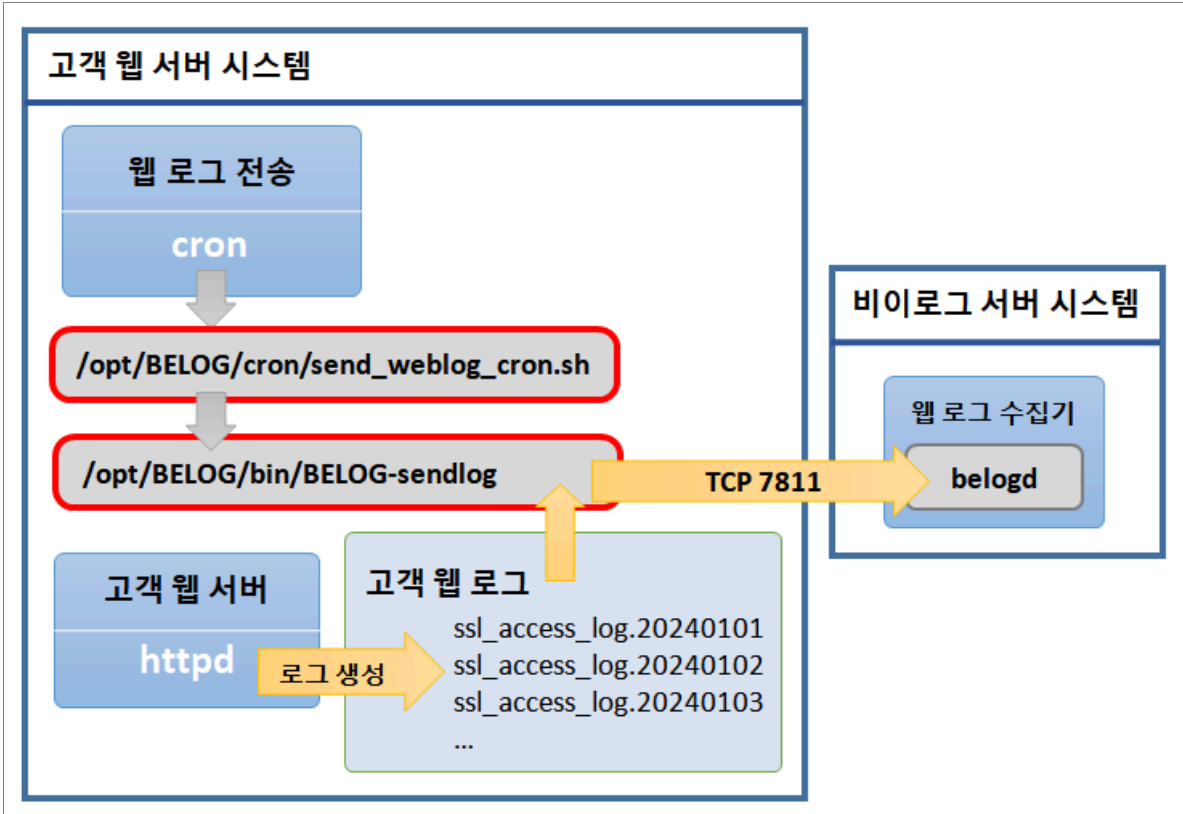 고객 웹 서버 시스템
웹 로그 전송
cron
/opt/BELOG/cron/send_weblog_cron.sh
/opt/BELOG/bin/BELOG-sendlog
TCP 7811
비이로그 서버 시스템
웹 로그 수집기
belogd
고객 웹 서버
httpd
로그 생성
고객 웹 로그
ssl_access_log.20240101
ssl_access_log.20240102
ssl_access_log.20240103
...